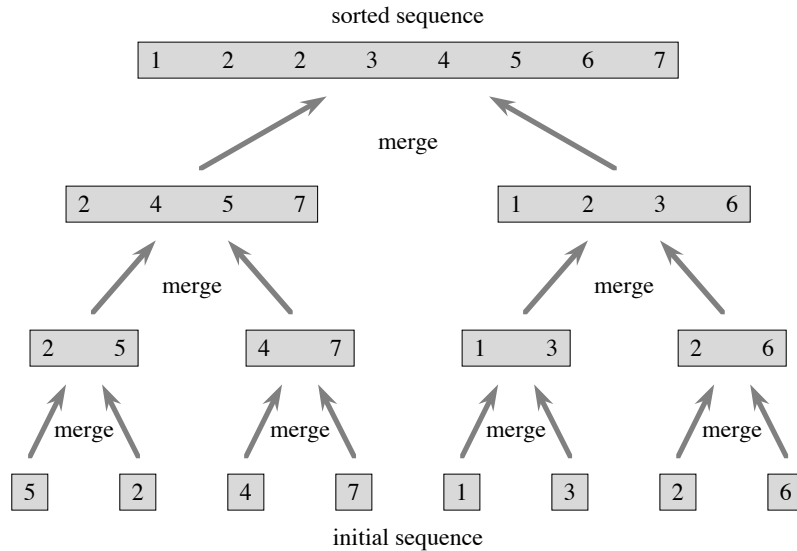 sorted sequence
1 2 2 3 4 5 6 7
merge
2 4 5 7 1 2 3 6
merge merge
2 5 4 7 1 3 2 6
merge merge merge merge
5 2 4 7 1 3 2 6
initial sequence